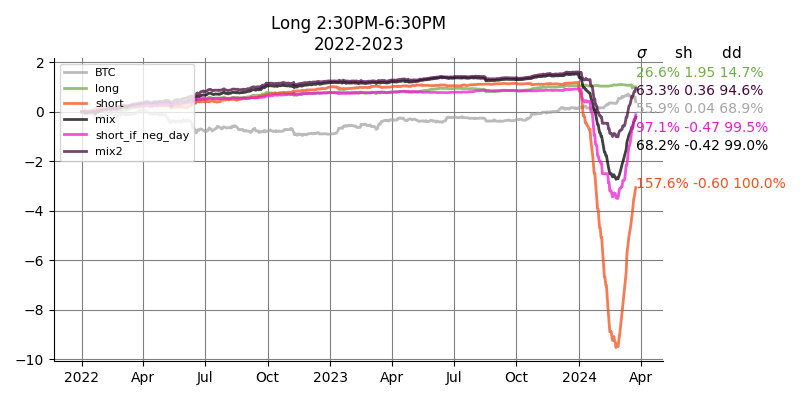 Long 2:30PM-6:30PM
2022-2023
σ sh dd
2
0
−2
−4
−6
−8
−10
BTC
long
short
mix
short_if_neg_day
mix2
26.6% 1.95 14.7%
63.3% 0.36 94.6%
55.9% 0.04 68.9%
97.1% -0.47 99.5%
68.2% -0.42 99.0%
157.6% -0.60 100.0%
2022 Apr Jul Oct 2023 Apr Jul Oct 2024 Apr